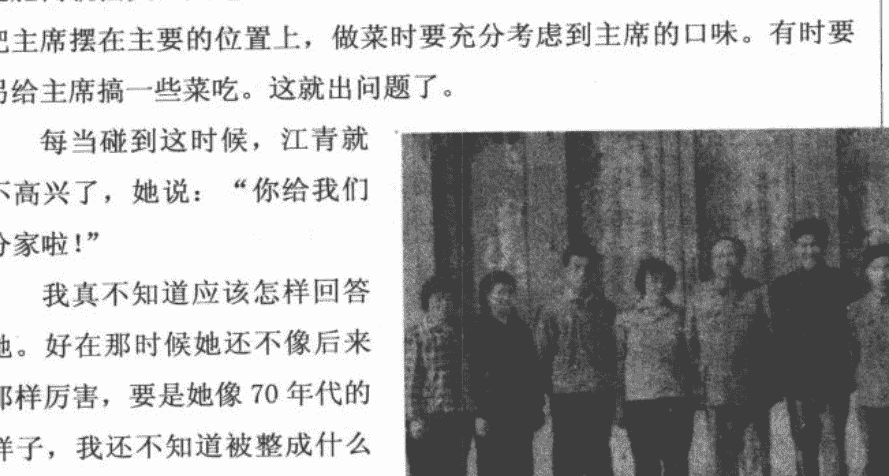 把主席摆在主要的位置上，做菜时要充分考虑到主席的口味。有时要
另给主席搞一些菜吃。这就出问题了。
每当碰到这时候，江青就
不高兴了，她说：“你给我们
分家啦！”
我真不知道应该怎样回答
她。好在那时候她还不像后来
那样厉害，要是她像 70 年代的
样子，我还不知道被整成什么